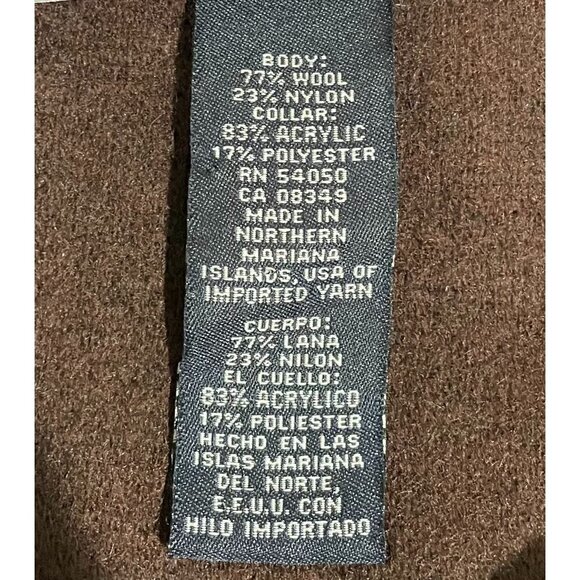 BODY:
77% WOOL
23% NYLON
COLLAR:
83% ACRYLIC
17% POLYESTER
RN 54050
CA 08349
MADE IN
NORTHERN
MARIANA
ISLANDS, USA OF
IMPORTED YARN
CUERPO:
77% LANA
23% NILON
EL CUELLO:
83% ACRYLICO
17% POLIESTER
HECHO EN LAS
ISLAS MARIANA
DEL NORTE,
E.E.U.U. CON
HILO IMPORTADO